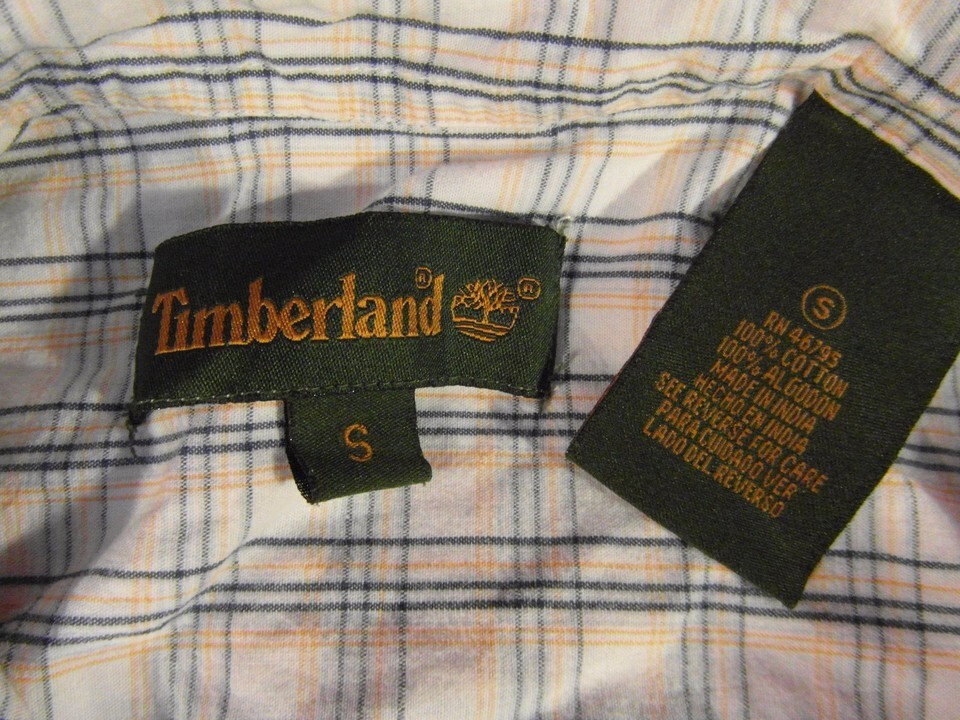 Timberland®
®
S
S
RN 46795
100% COTTON
100% ALGODON
MADE IN INDIA
HECHO EN INDIA
SEE REVERSE FOR CARE
PARA CUIDADO VER
LADO DEL REVERSO